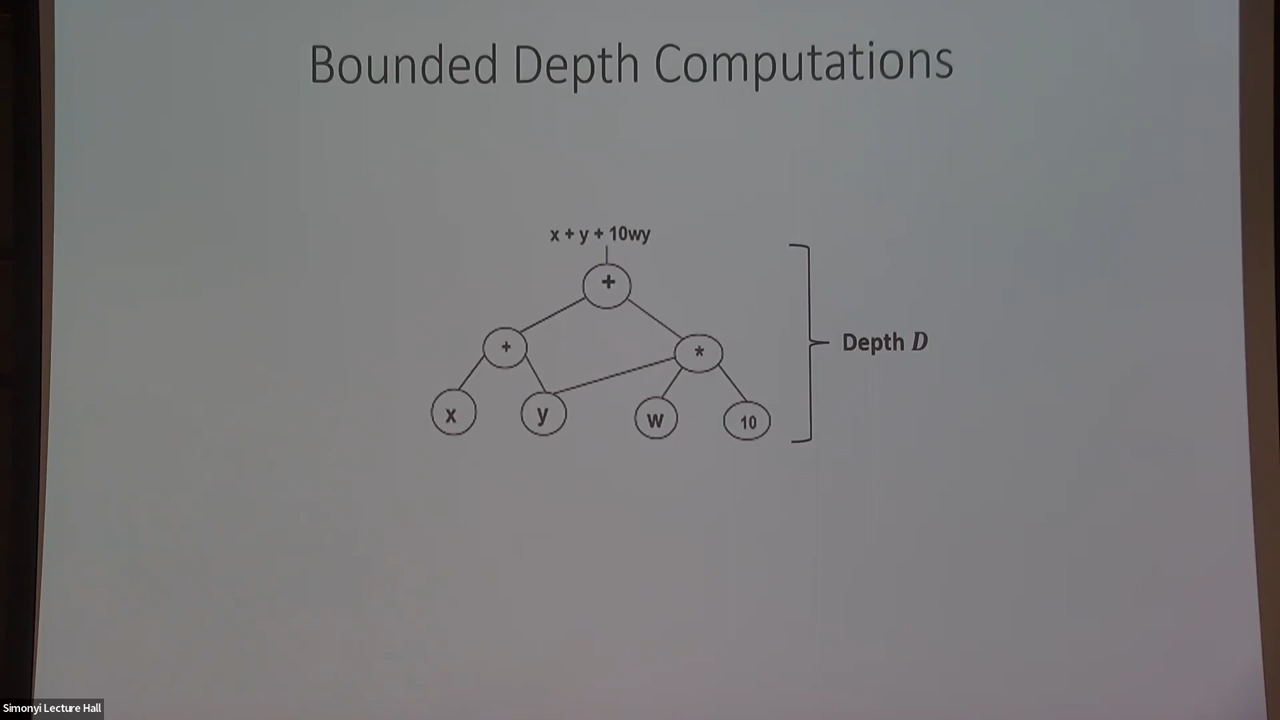 Bounded Depth Computations
x + y + 10wy
+
+
*
Depth D
x
y
w
10
Simonyi Lecture Hall